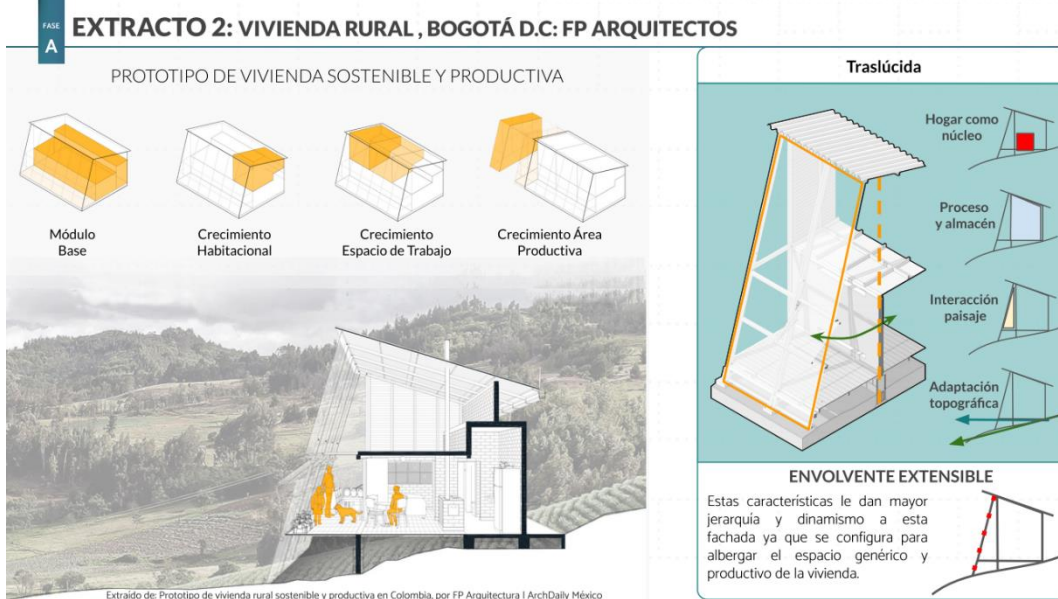 FASE
A
EXTRACTO 2: VIVIENDA RURAL , BOGOTÁ D.C: FP ARQUITECTOS
PROTOTIPO DE VIVIENDA SOSTENIBLE Y PRODUCTIVA
Módulo
Base
Crecimiento
Habitacional
Crecimiento
Espacio de Trabajo
Crecimiento Área
Productiva
Extraído de: Prototipo de vivienda rural sostenible y productiva en Colombia, por FP Arquitectura | ArchDaily México
Traslúcida
Hogar como
núcleo
Proceso
y almacén
Interacción
paisaje
Adaptación
topográfica
ENVOLVENTE EXTENSIBLE
Estas características le dan mayor
jerarquía y dinamismo a esta
fachada ya que se configura para
albergar el espacio genérico y
productivo de la vivienda.